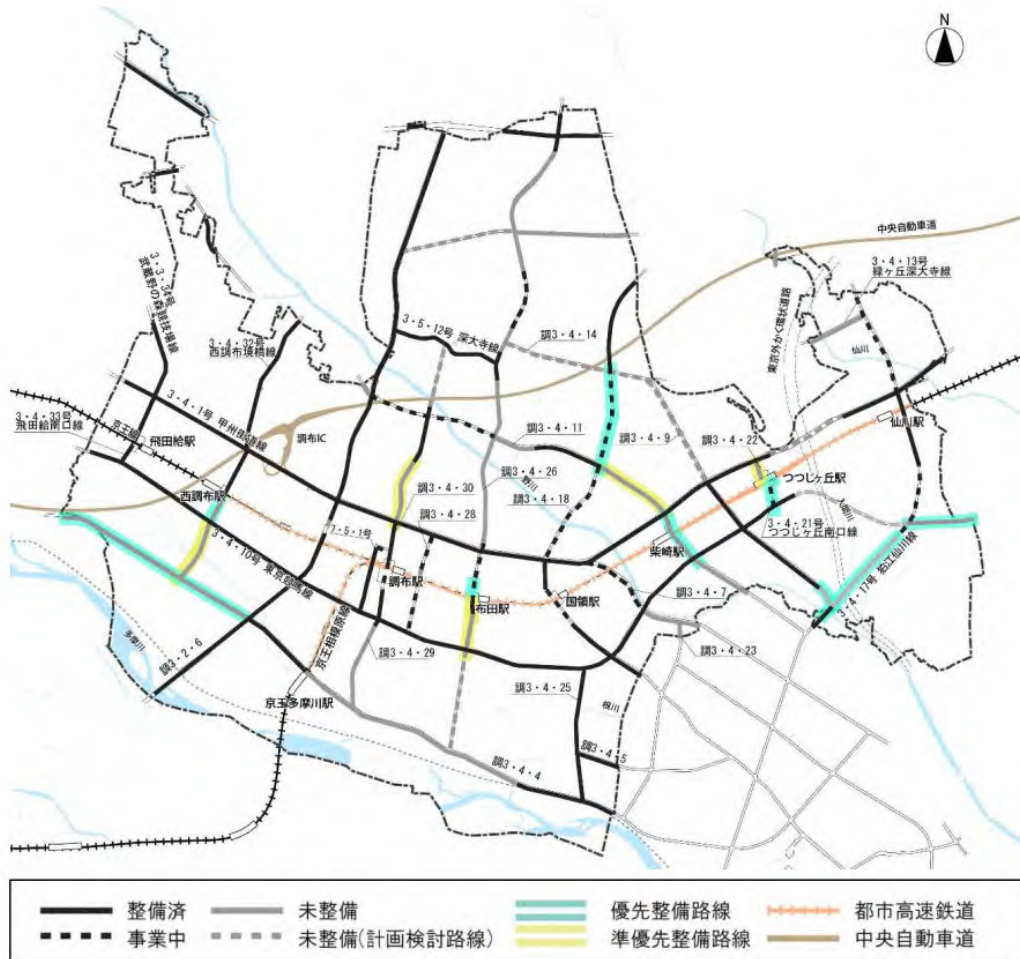 N
中央自動車道
3・4・13号
緑ヶ丘深大寺線
東京外かく環状道路
仙川
3・3・34号
武蔵野の森競技場線
3・4・32号
西調布境橋線
3・5・12号 深大寺線
調3・4・14
3・4・33号
飛田給南口線
京王線
飛田給駅
3・4・1号 甲州街道線
調布IC
調3・4・11
調3・4・9
調3・4・22
仙川駅
つつじヶ丘駅
調3・4・26
野川
調3・4・18
西調布駅
調3・4・30
調3・4・28
3・4・21号
つつじヶ丘南口線
入間川
7・5・1号
柴崎駅
3・4・10号 東京競馬線
調布駅
布田駅
国領駅
調3・4・7
3・4・17号 狛江仙川線
多摩川
京王相模原線
調3・4・29
調3・4・23
調3・2・6
京王多摩川駅
調3・4・25
根川
調3・4・5
調3・4・4
整備済
未整備
優先整備路線
都市高速鉄道
事業中
未整備(計画検討路線)
準優先整備路線
中央自動車道